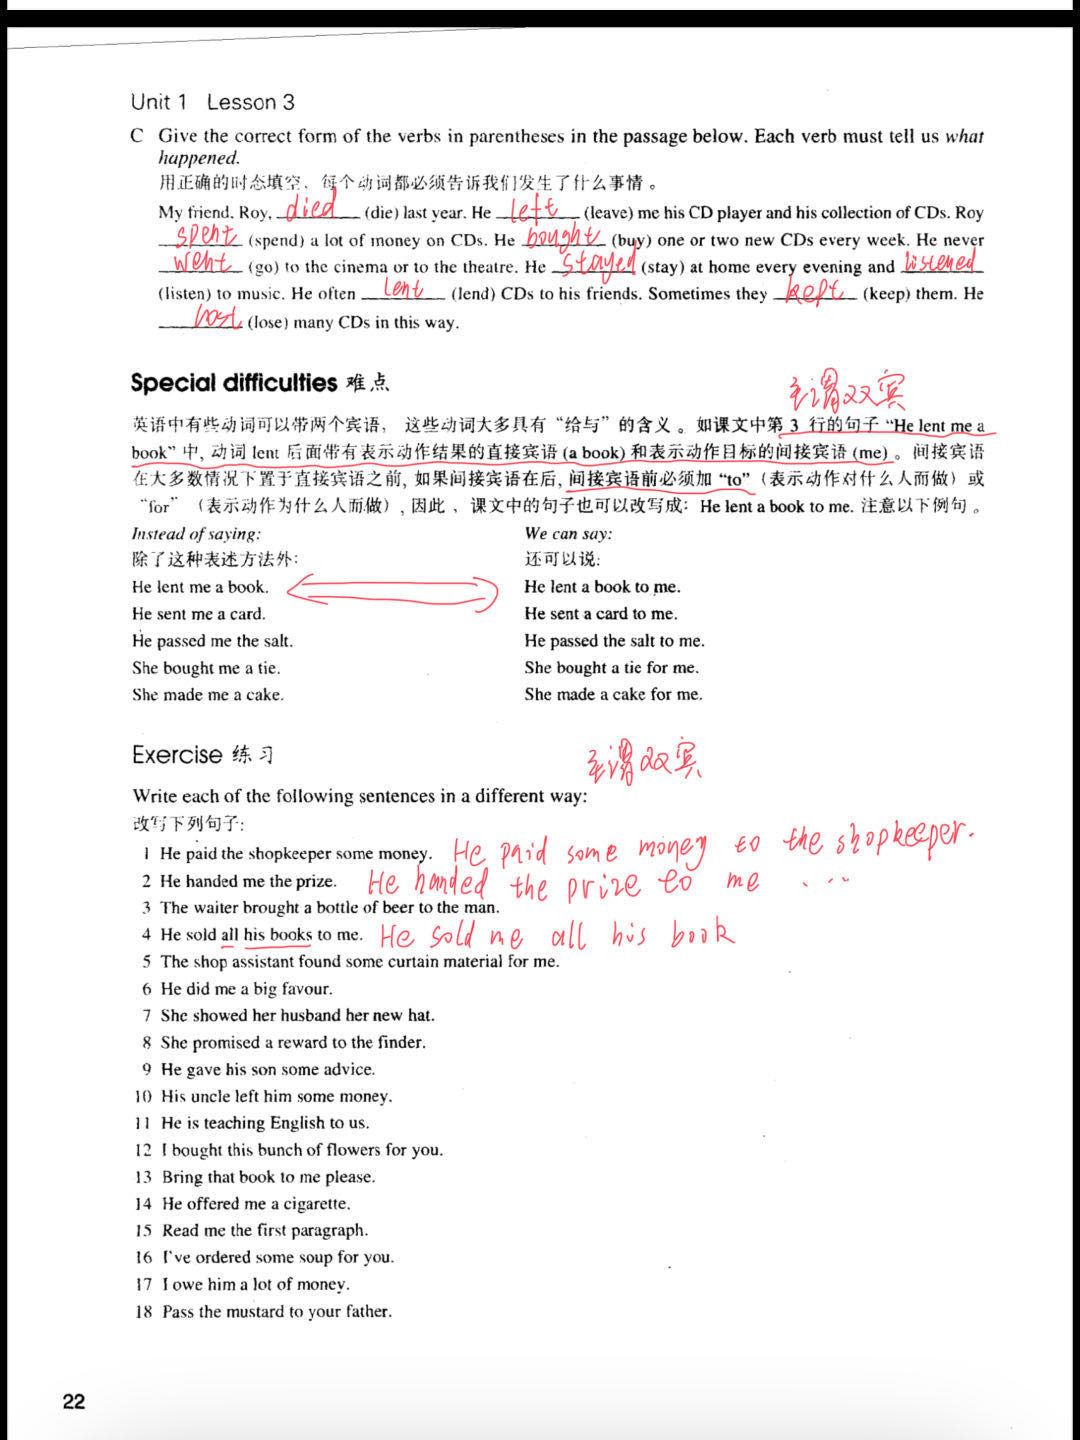 Unit 1 Lesson 3
C Give the correct form of the verbs in parentheses in the passage below. Each verb must tell us what
happened.
用正确的时态填空，每个动词都必须告诉我们发生了什么事情。
My friend, Roy, died (die) last year. He left (leave) me his CD player and his collection of CDs. Roy
spent (spend) a lot of money on CDs. He bought (buy) one or two new CDs every week. He never
went (go) to the cinema or to the theatre. He stayed (stay) at home every evening and listened
(listen) to music. He often lent (lend) CDs to his friends. Sometimes they kept (keep) them. He
lost (lose) many CDs in this way.
Special difficulties 难点
主谓双宾
英语中有些动词可以带两个宾语，这些动词大多具有“给与”的含义。如课文中第 3 行的句子 “He lent me a
book” 中, 动词 lent 后面带有表示动作结果的直接宾语 (a book) 和表示动作目标的间接宾语 (me) 。间接宾语
在大多数情况下置于直接宾语之前, 如果间接宾语在后, 间接宾语前必须加 “to” （表示动作对什么人而做）或
“for” （表示动作为什么人而做）, 因此，课文中的句子也可以改写成: He lent a book to me. 注意以下例句。
Instead of saying: We can say:
除了这种表述方法外: 还可以说:
He lent me a book. He lent a book to me.
He sent me a card. He sent a card to me.
He passed me the salt. He passed the salt to me.
She bought me a tie. She bought a tie for me.
She made me a cake. She made a cake for me.
Exercise 练习
主谓双宾
Write each of the following sentences in a different way:
改写下列句子:
1 He paid the shopkeeper some money. He paid some money to the shopkeeper.
2 He handed me the prize. He handed the prize to me ...
3 The waiter brought a bottle of beer to the man.
4 He sold all his books to me. He sold me all his book
5 The shop assistant found some curtain material for me.
6 He did me a big favour.
7 She showed her husband her new hat.
8 She promised a reward to the finder.
9 He gave his son some advice.
10 His uncle left him some money.
11 He is teaching English to us.
12 I bought this bunch of flowers for you.
13 Bring that book to me please.
14 He offered me a cigarette.
15 Read me the first paragraph.
16 I've ordered some soup for you.
17 I owe him a lot of money.
18 Pass the mustard to your father.
22